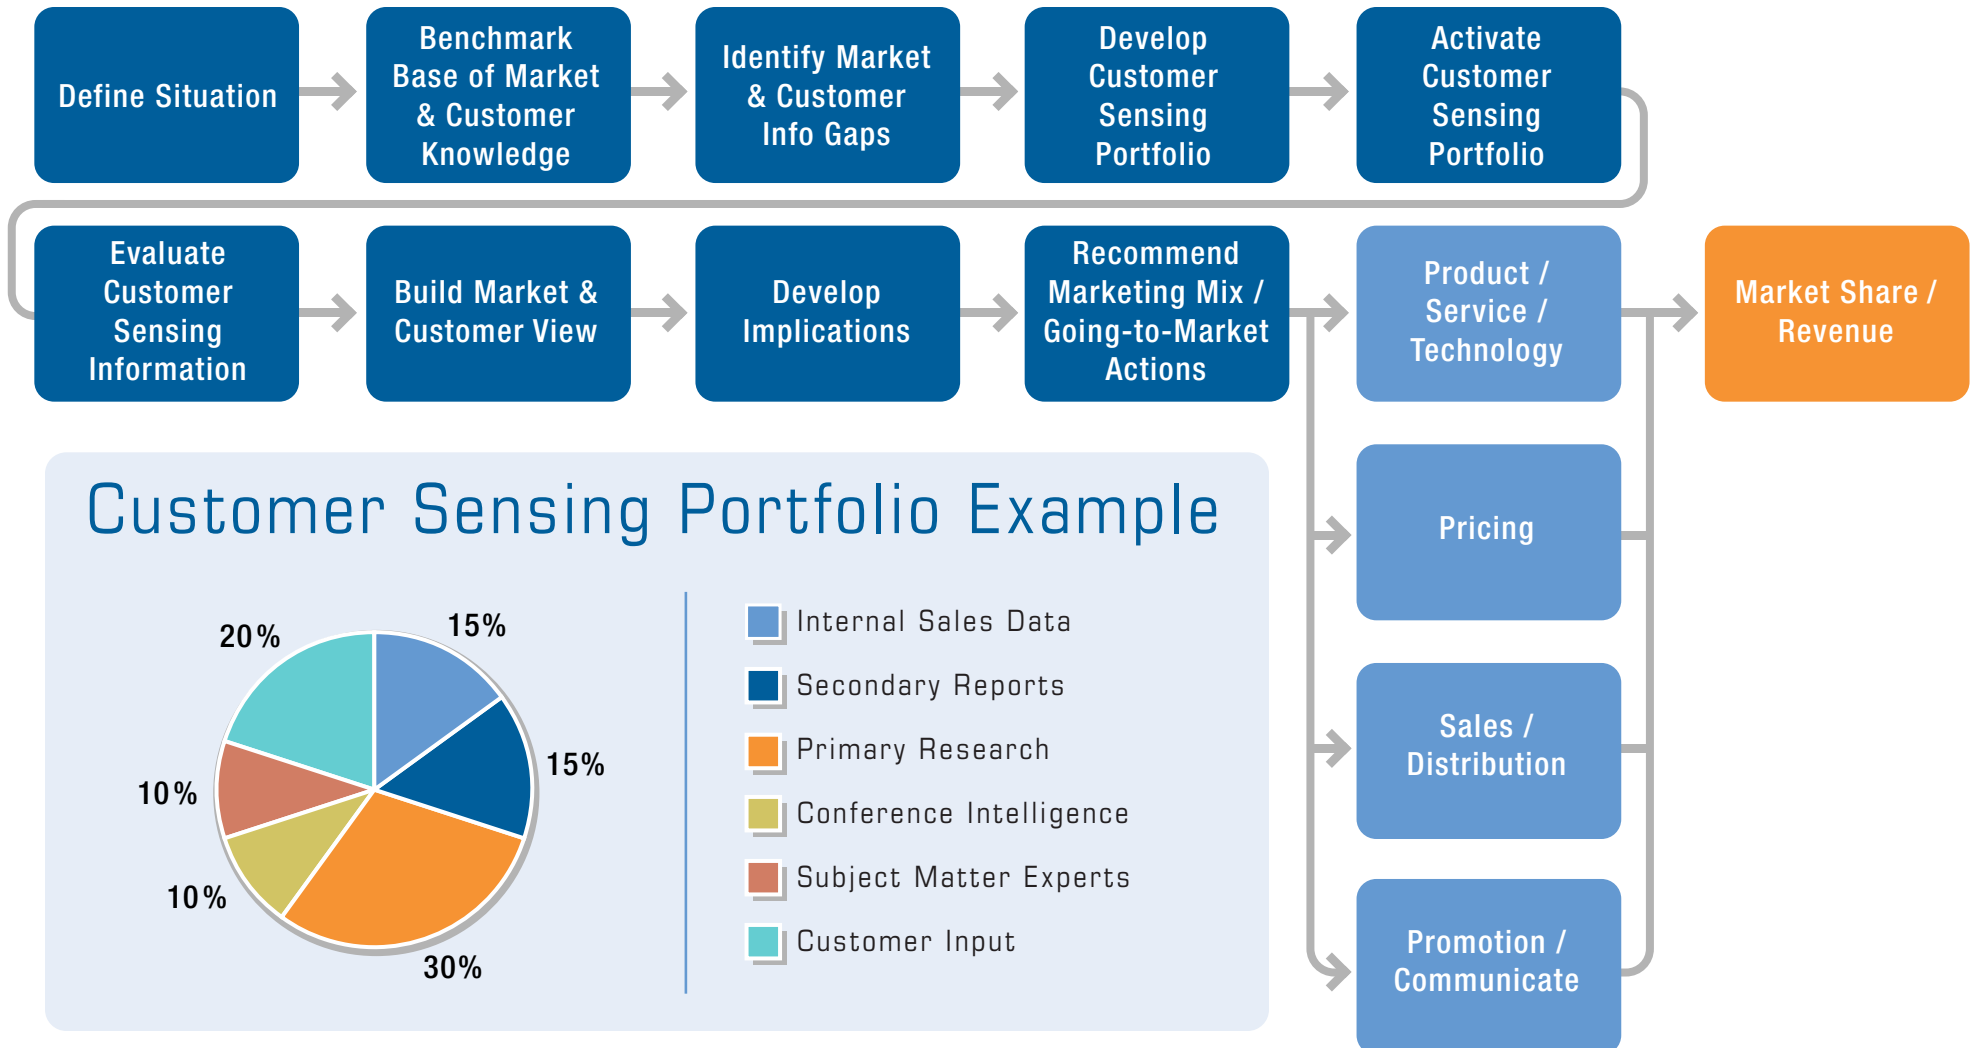 Define Situation
Benchmark
Base of Market
& Customer
Knowledge
Identify Market
& Customer
Info Gaps
Develop
Customer
Sensing
Portfolio
Activate
Customer
Sensing
Portfolio
Evaluate
Customer
Sensing
Information
Build Market &
Customer View
Develop
Implications
Recommend
Marketing Mix /
Going-to-Market
Actions
Product /
Service /
Technology
Market Share /
Revenue
Pricing
Sales /
Distribution
Promotion /
Communicate
Customer Sensing Portfolio Example
20%
15%
15%
10%
10%
30%
Internal Sales Data
Secondary Reports
Primary Research
Conference Intelligence
Subject Matter Experts
Customer Input